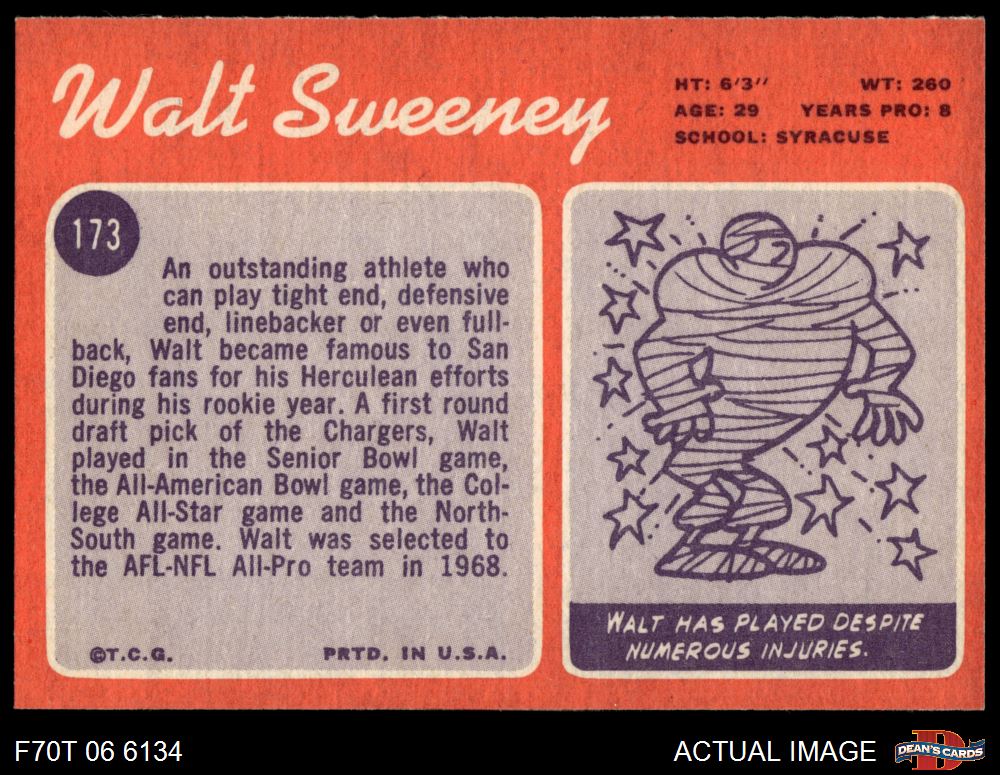 Walt Sweeney
HT: 6'3" WT: 260
AGE: 29 YEARS PRO: 8
SCHOOL: SYRACUSE
173
An outstanding athlete who
can play tight end, defensive
end, linebacker or even full-
back, Walt became famous to San
Diego fans for his Herculean efforts
during his rookie year. A first round
draft pick of the Chargers, Walt
played in the Senior Bowl game,
the All-American Bowl game, the Col-
lege All-Star game and the North-
South game. Walt was selected to
the AFL-NFL All-Pro team in 1968.
©T.C.G. PRTD. IN U.S.A.
WALT HAS PLAYED DESPITE
NUMEROUS INJURIES.
F70T 06 6134 ACTUAL IMAGE
D
DEAN'S CARDS